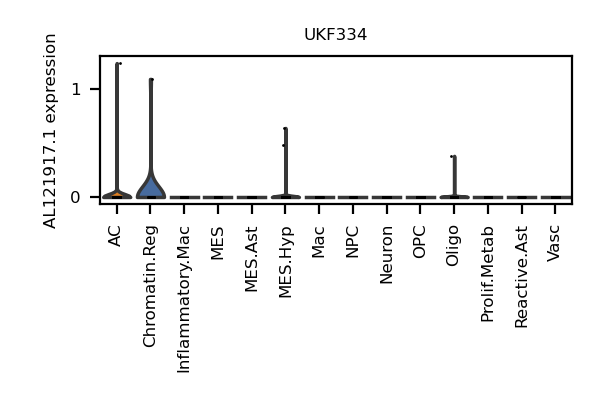 UKF334
AL121917.1 expression
1
0
AC
Chromatin.Reg
Inflammatory.Mac
MES
MES.Ast
MES.Hyp
Mac
NPC
Neuron
OPC
Oligo
Prolif.Metab
Reactive.Ast
Vasc